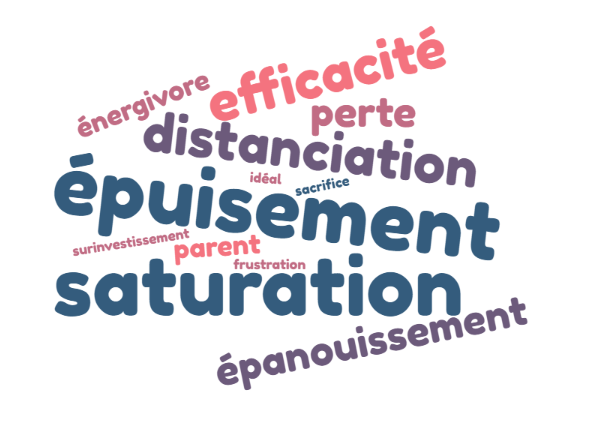 efficacité
énergivore
perte
distanciation
idéal
sacrifice
épuisement
surinvestissement
parent
frustration
saturation
épanouissement